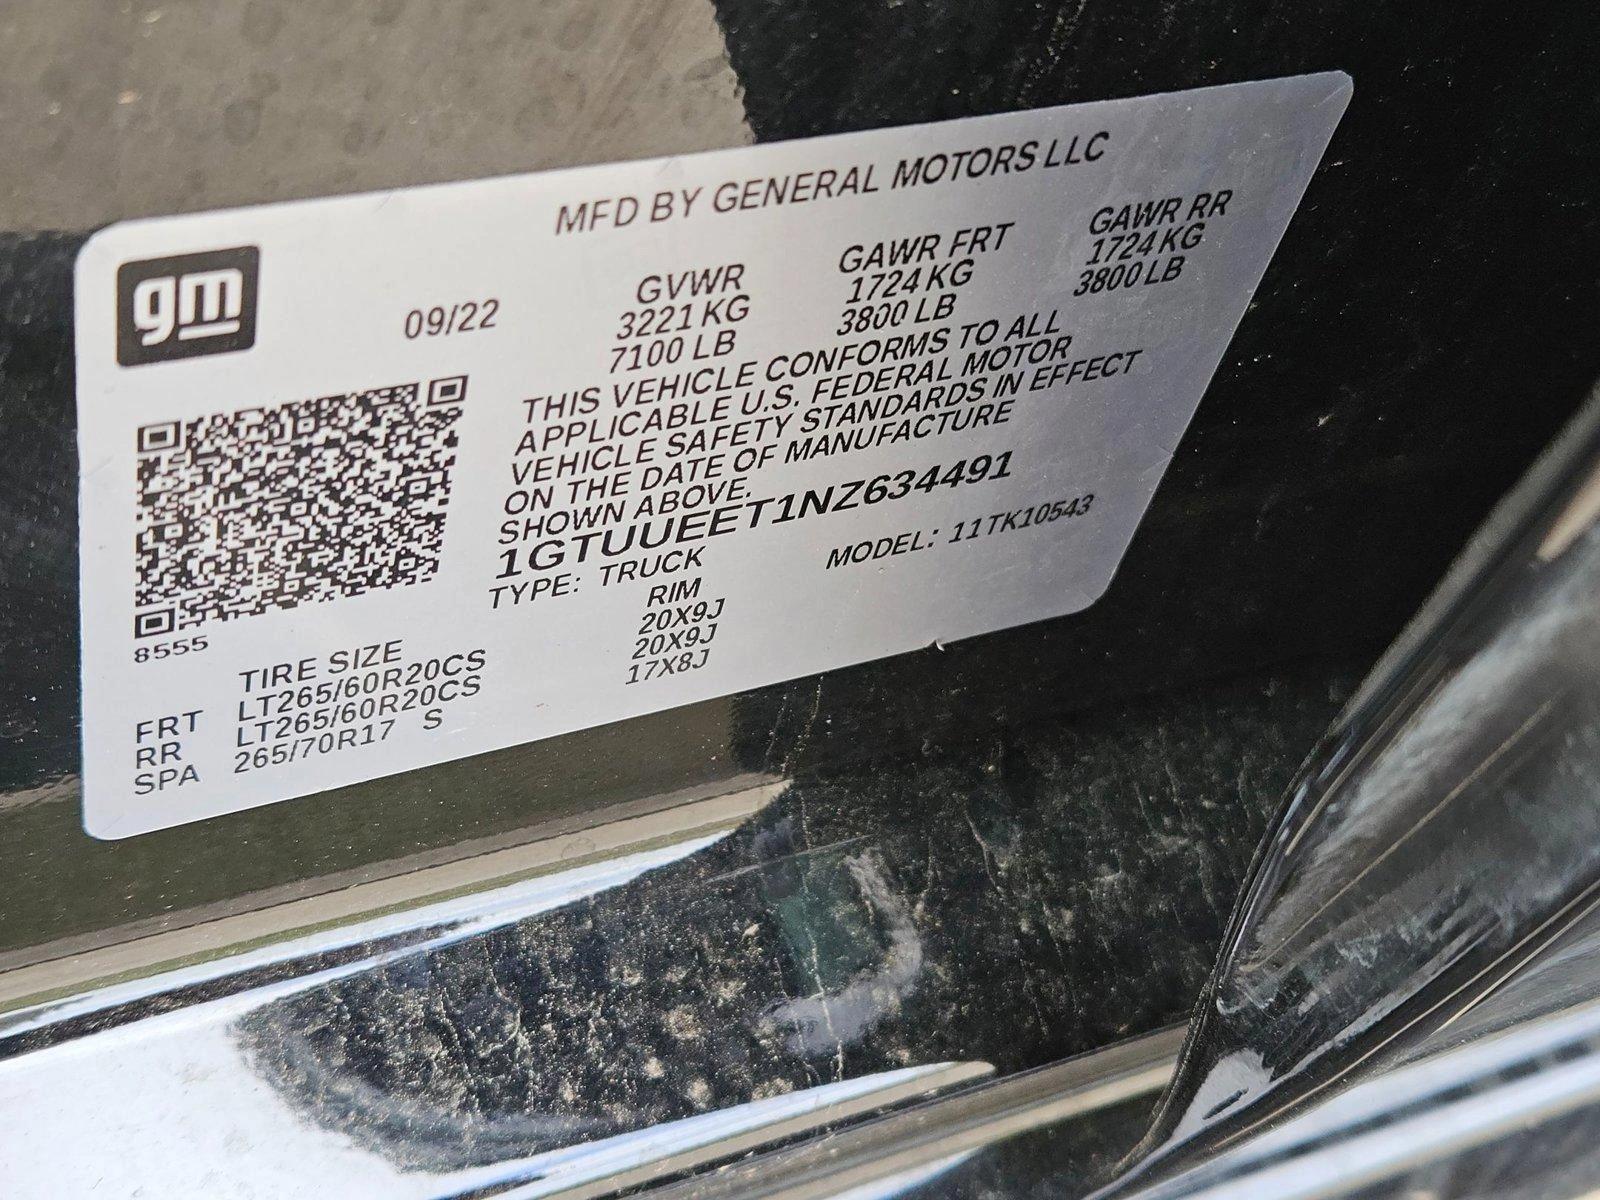 MFD BY GENERAL MOTORS LLC
gm
09/22
GVWR
3221 KG
7100 LB
GAWR FRT
1724 KG
3800 LB
GAWR RR
1724 KG
3800 LB
THIS VEHICLE CONFORMS TO ALL
APPLICABLE U.S. FEDERAL MOTOR
VEHICLE SAFETY STANDARDS IN EFFECT
ON THE DATE OF MANUFACTURE
SHOWN ABOVE.
1GTUUEET1NZ634491
TYPE: TRUCK
MODEL: 11TK10543
8555
TIRE SIZE RIM
FRT LT265/60R20CS 20X9J
RR LT265/60R20CS 20X9J
SPA 265/70R17 S 17X8J